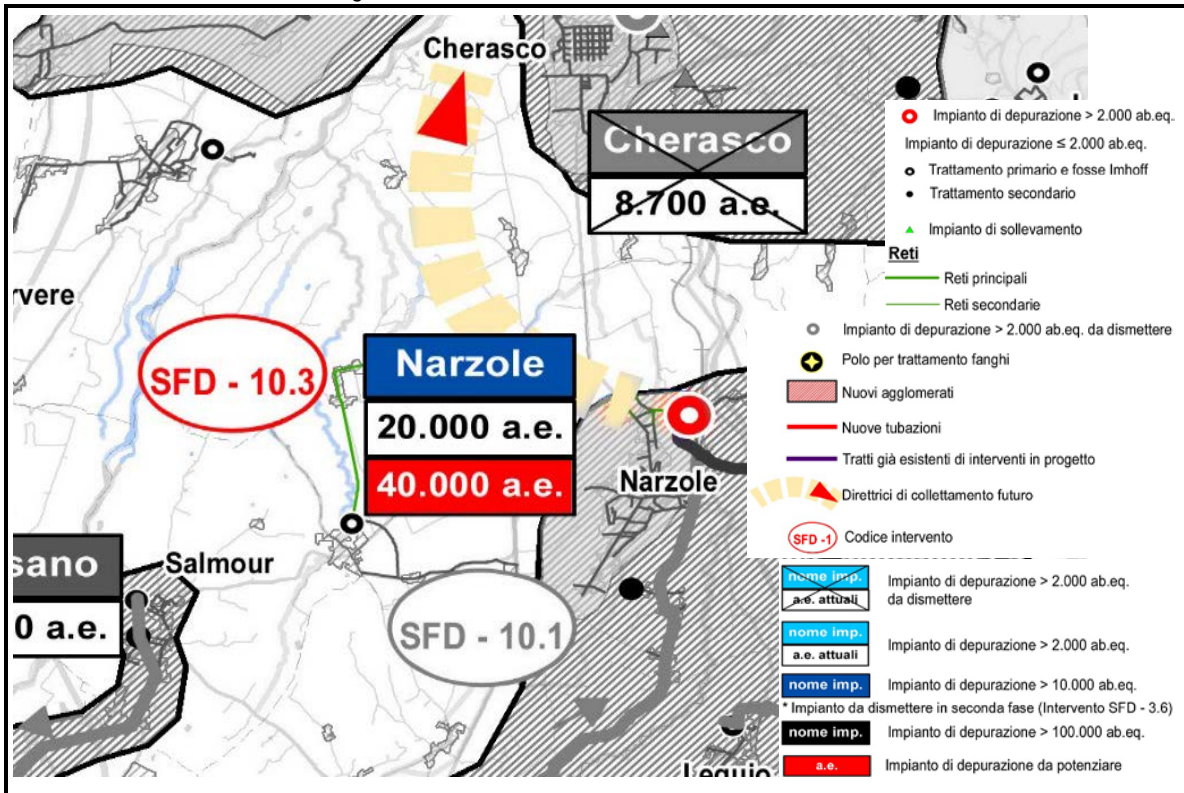 Cherasco
Cherasco
8.700 a.e.
rvere
SFD - 10.3
Narzole
20.000 a.e.
40.000 a.e.
Narzole
Salmour
sano
0 a.e.
SFD - 10.1
Lequio
Impianto di depurazione > 2.000 ab.eq.
Impianto di depurazione ≤ 2.000 ab.eq.
Trattamento primario e fosse Imhoff
Trattamento secondario
Impianto di sollevamento
Reti
Reti principali
Reti secondarie
Impianto di depurazione > 2.000 ab.eq. da dismettere
Polo per trattamento fanghi
Nuovi agglomerati
Nuove tubazioni
Tratti già esistenti di interventi in progetto
Direttrici di collettamento futuro
SFD -1 Codice intervento
nome imp. Impianto di depurazione > 2.000 ab.eq.
a.e. attuali da dismettere
nome imp.
a.e. attuali Impianto di depurazione > 2.000 ab.eq.
nome imp. Impianto di depurazione > 10.000 ab.eq.
* Impianto da dismettere in seconda fase (Intervento SFD - 3.6)
nome imp. Impianto di depurazione > 100.000 ab.eq.
a.e. Impianto di depurazione da potenziare